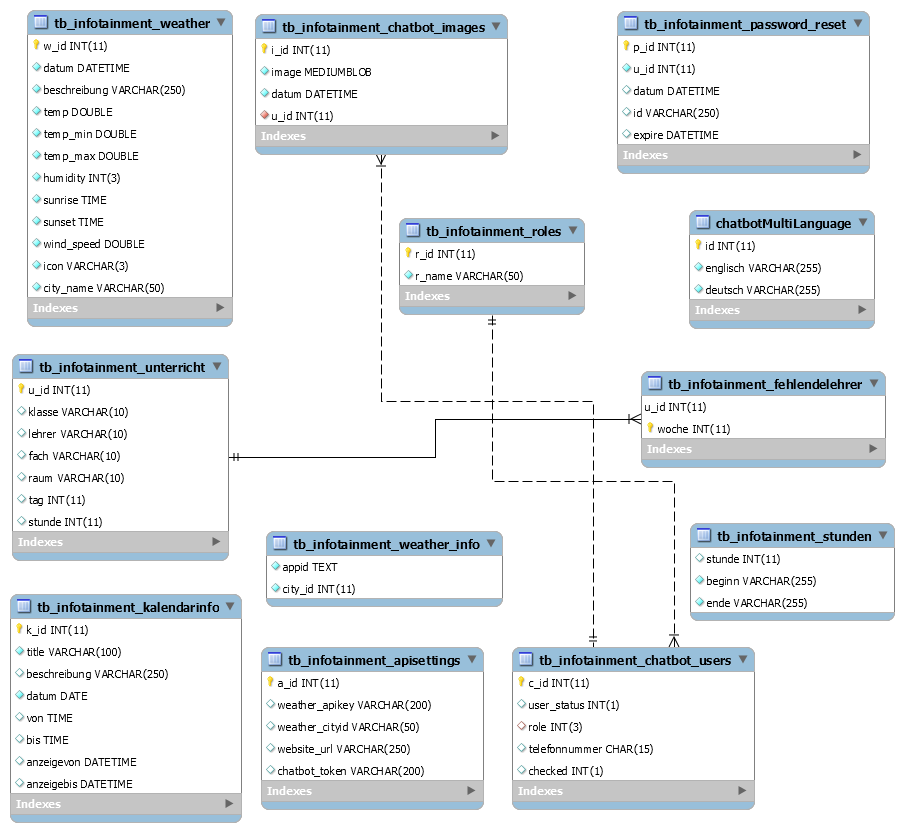 tb_infotainment_weather
w_id INT(11)
datum DATETIME
beschreibung VARCHAR(250)
temp DOUBLE
temp_min DOUBLE
temp_max DOUBLE
humidity INT(3)
sunrise TIME
sunset TIME
wind_speed DOUBLE
icon VARCHAR(3)
city_name VARCHAR(50)
Indexes
tb_infotainment_chatbot_images
i_id INT(11)
image MEDIUMBLOB
datum DATETIME
u_id INT(11)
Indexes
tb_infotainment_password_reset
p_id INT(11)
u_id INT(11)
datum DATETIME
id VARCHAR(250)
expire DATETIME
Indexes
tb_infotainment_roles
r_id INT(11)
r_name VARCHAR(50)
Indexes
chatbotMultiLanguage
id INT(11)
englisch VARCHAR(255)
deutsch VARCHAR(255)
Indexes
tb_infotainment_unterricht
u_id INT(11)
klasse VARCHAR(10)
lehrer VARCHAR(10)
fach VARCHAR(10)
raum VARCHAR(10)
tag INT(11)
stunde INT(11)
Indexes
tb_infotainment_fehlendelehrer
u_id INT(11)
woche INT(11)
Indexes
tb_infotainment_weather_info
appid TEXT
city_id INT(11)
tb_infotainment_stunden
stunde INT(11)
beginn VARCHAR(255)
ende VARCHAR(255)
tb_infotainment_kalendarinfo
k_id INT(11)
title VARCHAR(100)
beschreibung VARCHAR(250)
datum DATE
von TIME
bis TIME
anzeigevon DATETIME
anzeigebis DATETIME
Indexes
tb_infotainment_apisettings
a_id INT(11)
weather_apikey VARCHAR(200)
weather_cityid VARCHAR(50)
website_url VARCHAR(250)
chatbot_token VARCHAR(200)
Indexes
tb_infotainment_chatbot_users
c_id INT(11)
user_status INT(1)
role INT(3)
telefonnummer CHAR(15)
checked INT(1)
Indexes